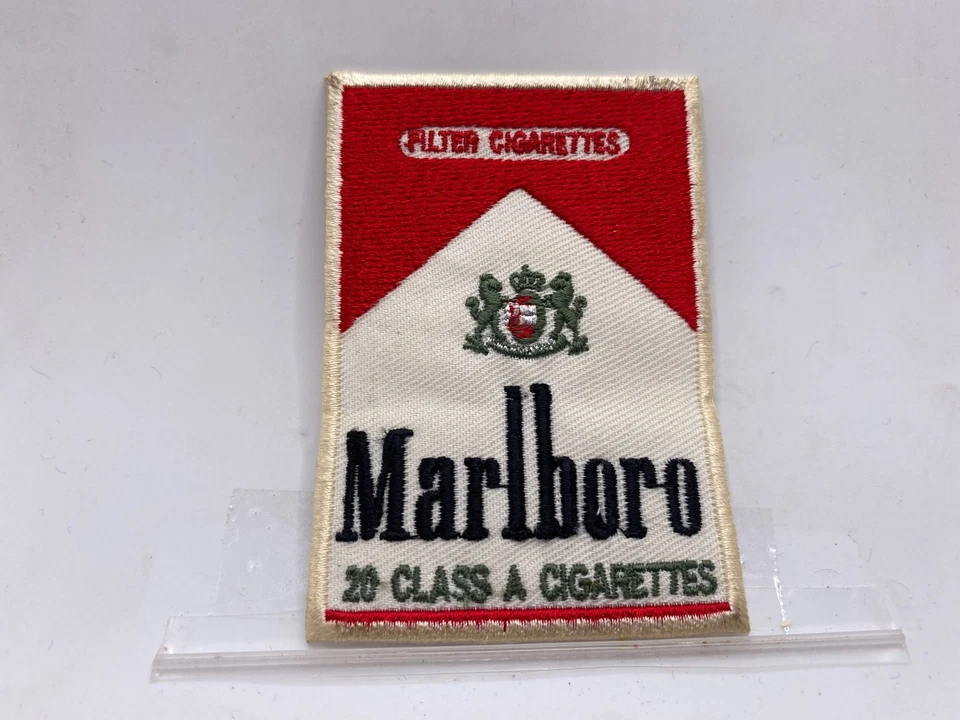 FILTER CIGARETTES
Marlboro
20 CLASS A CIGARETTES